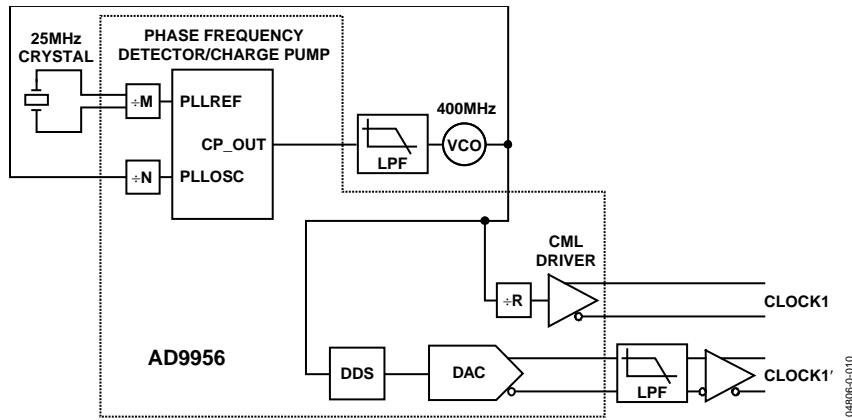 25MHz
CRYSTAL
PHASE FREQUENCY
DETECTOR/CHARGE PUMP
÷M
PLLREF
CP_OUT
÷N
PLLOSC
400MHz
VCO
LPF
CML
DRIVER
÷R
CLOCK1
AD9956
DDS
DAC
LPF
CLOCK1′
04806-0-010